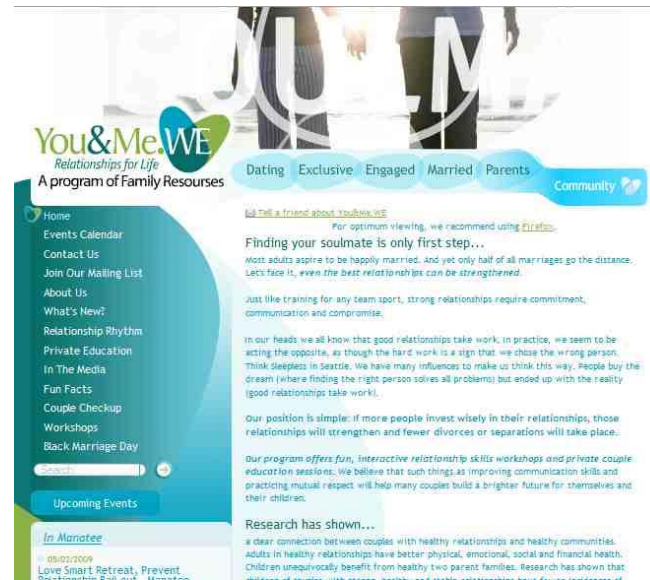 SOULMA
You&Me.WE
Relationships for Life
A program of Family Resourses
Dating Exclusive Engaged Married Parents
Community
Home
Events Calendar
Contact Us
Join Our Mailing List
About Us
What's New?
Relationship Rhythm
Private Education
In The Media
Fun Facts
Couple Checkup
Workshops
Black Marriage Day
Search
Upcoming Events
In Manatee
05/02/2009
Love Smart Retreat, Prevent
Tell a friend about You&Me.WE
For optimum viewing, we recommend using Firefox.
Finding your soulmate is only first step...
Most adults aspire to be happily married. And yet only half of all marriages go the distance.
Let's face it, even the best relationships can be strengthened.
Just like training for any team sport, strong relationships require commitment,
communication and compromise.
In our heads we all know that good relationships take work, in practice, we seem to be
acting the opposite, as though the hard work is a sign that we chose the wrong person.
Think Sleepless in Seattle. We have many influences to make us think this way. People buy the
dream (where finding the right person solves all problems) but ended up with the reality
(good relationships take work).
Our position is simple: if more people invest wisely in their relationships, those
relationships will strengthen and fewer divorces or separations will take place.
Our program offers fun, interactive relationship skills workshops and private couple
education sessions. We believe that such things as improving communication skills and
practicing mutual respect will help many couples build a brighter future for themselves and
their children.
Research has shown...
a clear connection between couples with healthy relationships and healthy communities.
Adults in healthy relationships have better physical, emotional, social and financial health.
Children unequivocally benefit from healthy two parent families. Research has shown that